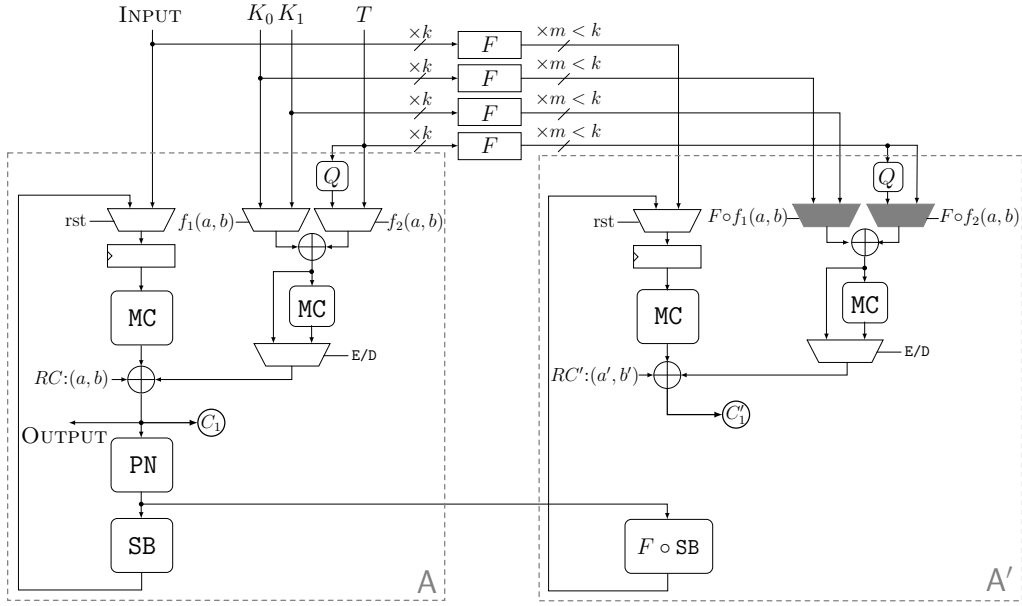 INPUT K₀ K₁ T
×k F ×m < k
×k F ×m < k
×k F ×m < k
×k F ×m < k
Q Q
rst f₁(a, b) f₂(a, b) rst F∘f₁(a, b) F∘f₂(a, b)
MC MC MC MC
E/D E/D
RC:(a, b) RC′:(a′, b′)
OUTPUT C₁ C₁′
PN
SB F ∘ SB
A A′